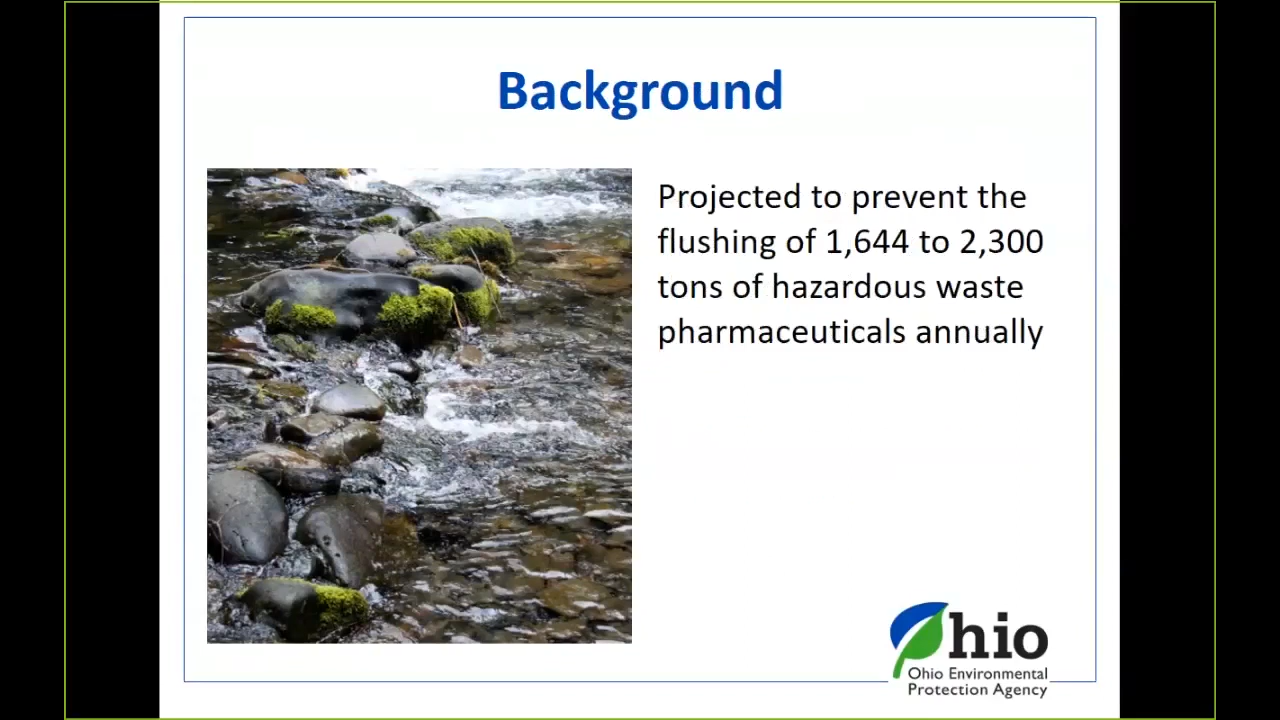 Background
Projected to prevent the
flushing of 1,644 to 2,300
tons of hazardous waste
pharmaceuticals annually
Ohio
Ohio Environmental
Protection Agency